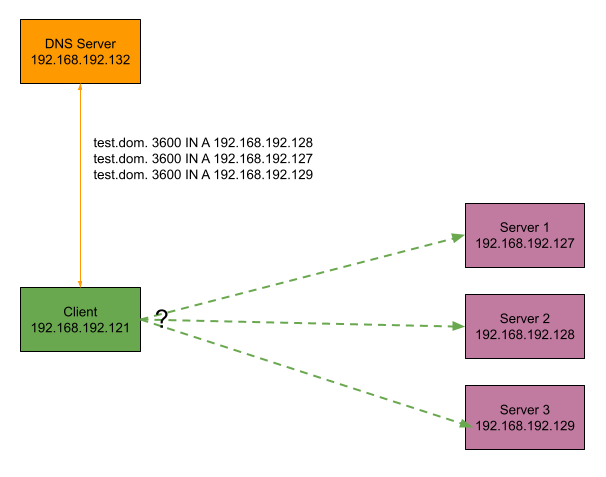 DNS Server
192.168.192.132
test.dom. 3600 IN A 192.168.192.128
test.dom. 3600 IN A 192.168.192.127
test.dom. 3600 IN A 192.168.192.129
Server 1
192.168.192.127
Client
192.168.192.121
?
Server 2
192.168.192.128
Server 3
192.168.192.129